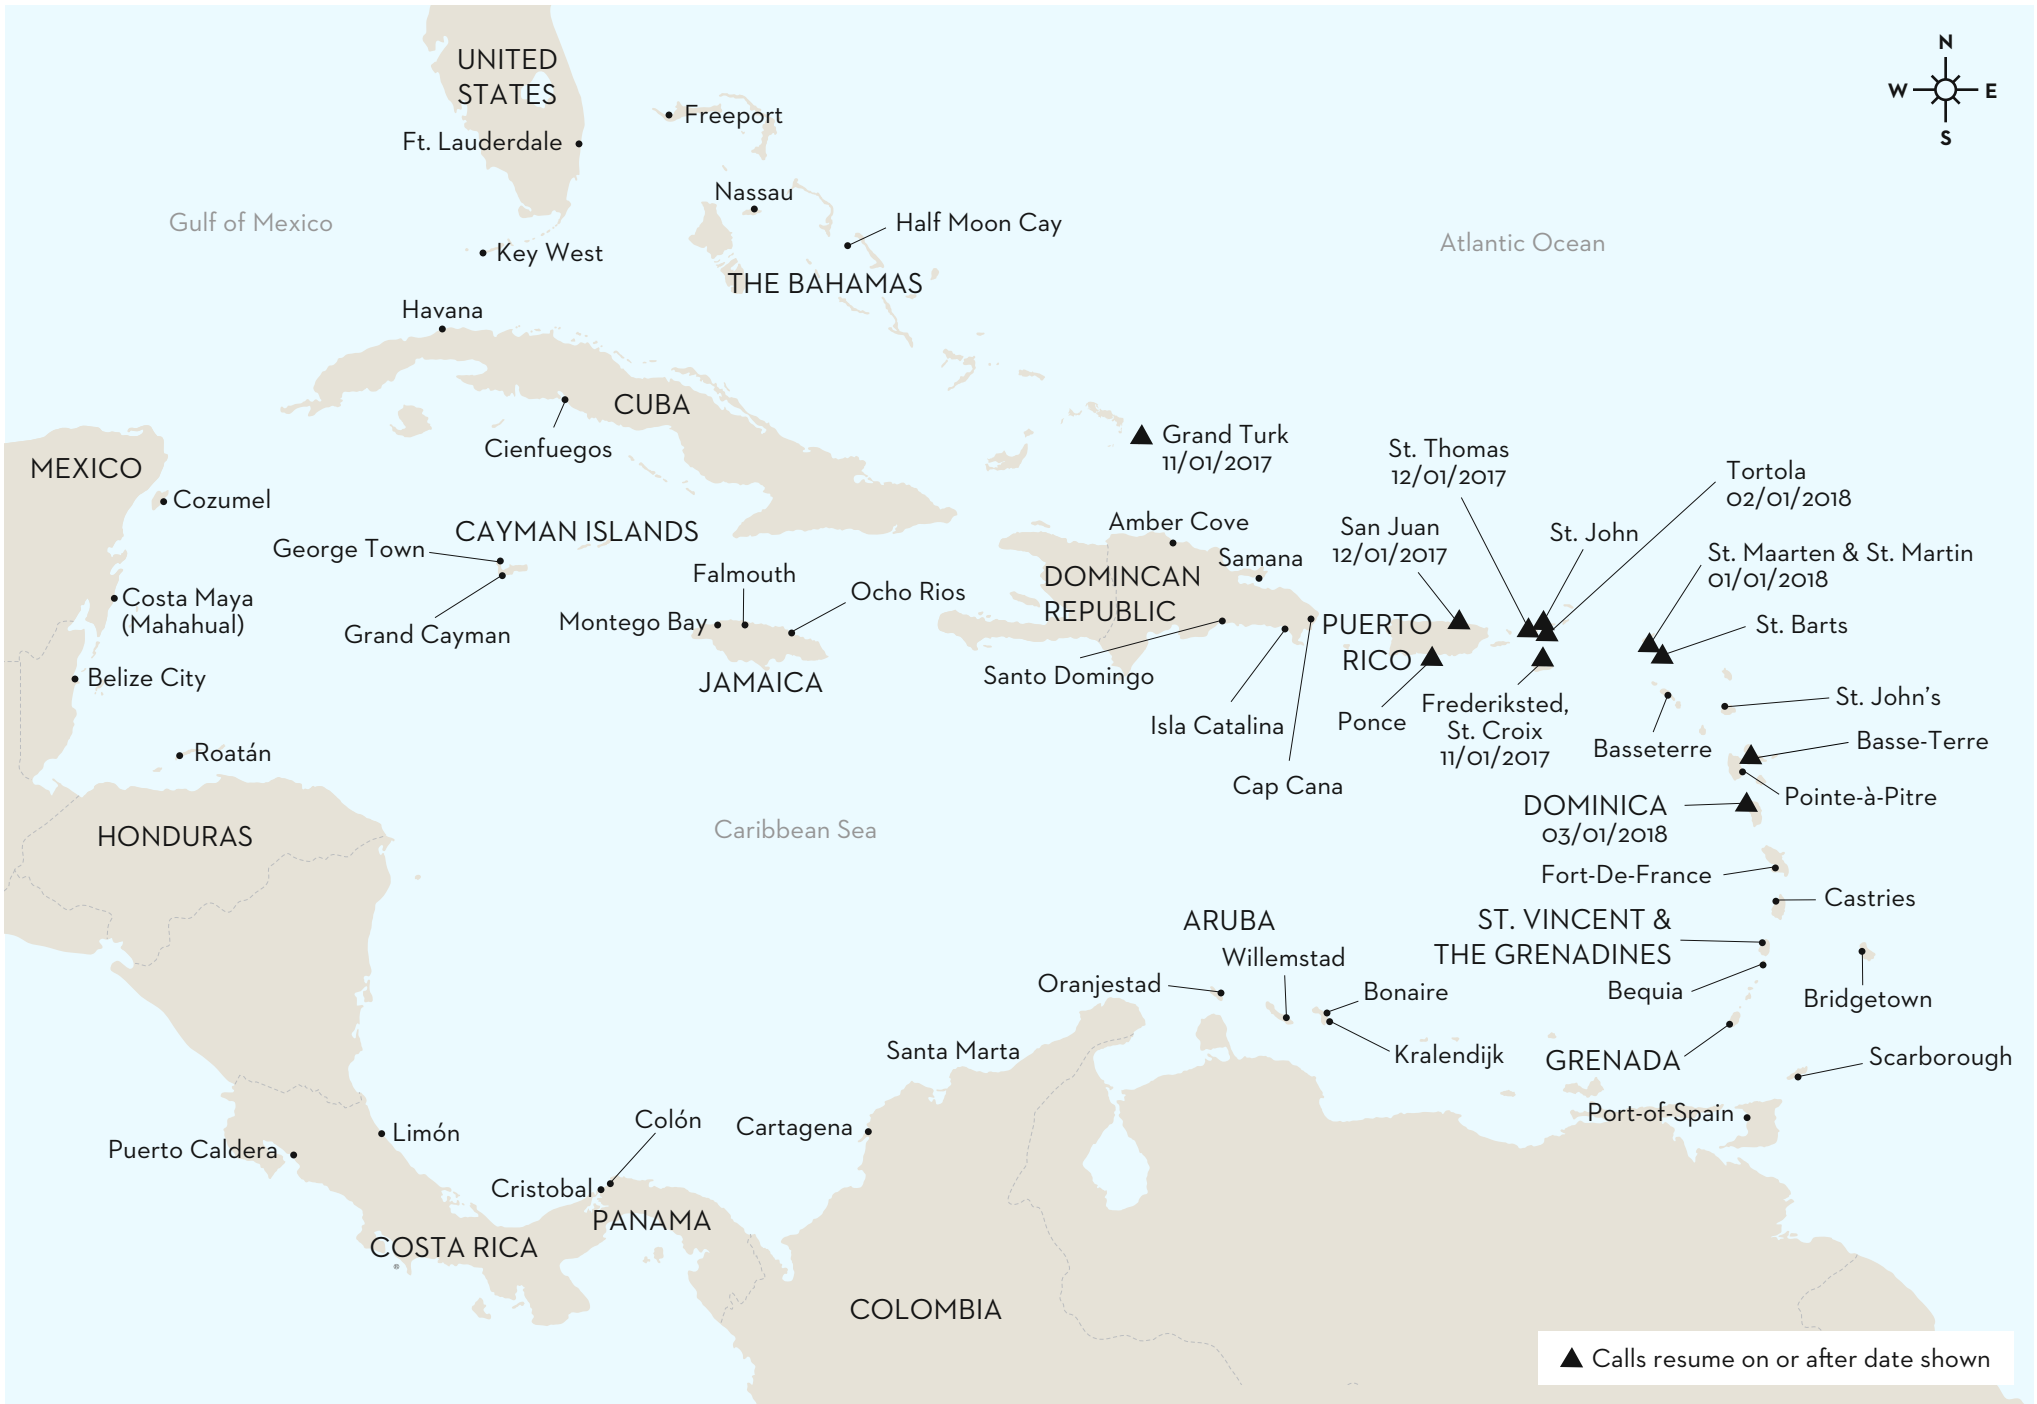 N
W
E
S
UNITED
STATES
Ft. Lauderdale
Freeport
Nassau
Half Moon Cay
THE BAHAMAS
Gulf of Mexico
Key West
Atlantic Ocean
Havana
CUBA
Cienfuegos
MEXICO
Cozumel
Grand Turk
11/01/2017
St. Thomas
12/01/2017
Tortola
02/01/2018
CAYMAN ISLANDS
George Town
Grand Cayman
Amber Cove
Samana
San Juan
12/01/2017
St. John
St. Maarten & St. Martin
01/01/2018
Falmouth
Ocho Rios
Montego Bay
JAMAICA
DOMINCAN
REPUBLIC
Costa Maya
(Mahahual)
PUERTO
RICO
St. Barts
Belize City
Santo Domingo
Isla Catalina
Cap Cana
Ponce
Frederiksted,
St. Croix
11/01/2017
Basseterre
St. John’s
Basse-Terre
Roatán
Pointe-à-Pitre
DOMINICA
03/01/2018
HONDURAS
Caribbean Sea
Fort-De-France
Castries
ARUBA
ST. VINCENT &
THE GRENADINES
Willemstad
Oranjestad
Bonaire
Bequia
Bridgetown
Santa Marta
Kralendijk
GRENADA
Scarborough
Colón
Cartagena
Port-of-Spain
Limón
Puerto Caldera
Cristobal
PANAMA
COSTA RICA
®
COLOMBIA
▲ Calls resume on or after date shown